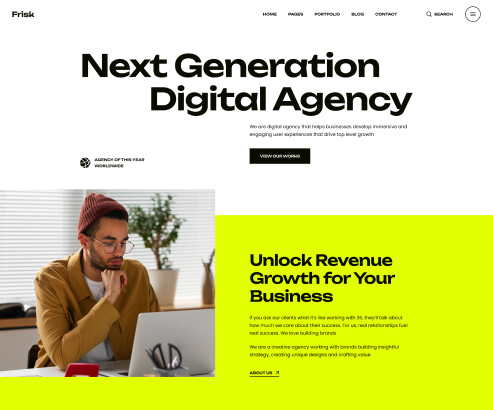 Frisk
HOME PAGES PORTFOLIO BLOG CONTACT SEARCH
Next Generation
Digital Agency
We are digital agency that helps businesses develop immersive and
engaging user experiences that drive top level growth
VIEW OUR WORKS
AGENCY OF THIS YEAR
WORLDWIDE
Unlock Revenue
Growth for Your
Business
If you ask our clients what it's like working with 36, they'll talk about
how much we care about their success. For us, real relationships fuel
real success. We love building brands
We are a creative agency working with brands building insightful
strategy, creating unique designs and crafting value
ABOUT US